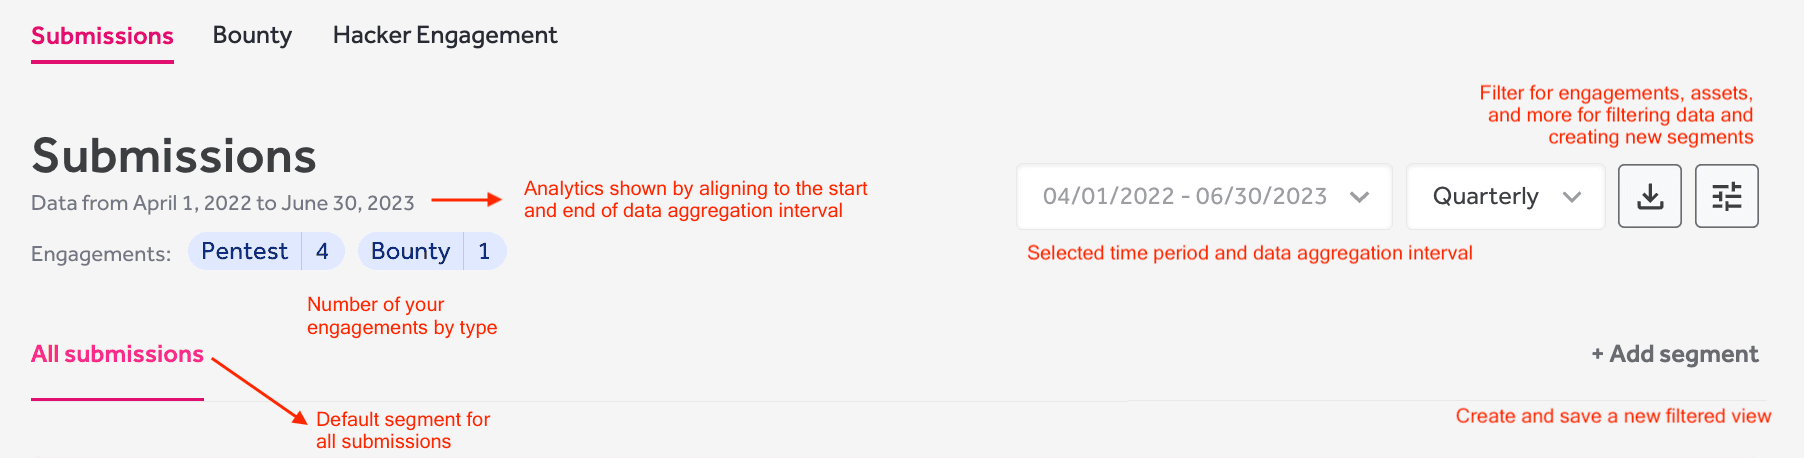 Submissions Bounty Hacker Engagement
Filter for engagements, assets,
and more for filtering data and
creating new segments
Submissions
Data from April 1, 2022 to June 30, 2023
Analytics shown by aligning to the start
and end of data aggregation interval
04/01/2022 - 06/30/2023
Quarterly
Selected time period and data aggregation interval
Engagements: Pentest 4 Bounty 1
Number of your
engagements by type
All submissions
+ Add segment
Default segment for
all submissions
Create and save a new filtered view